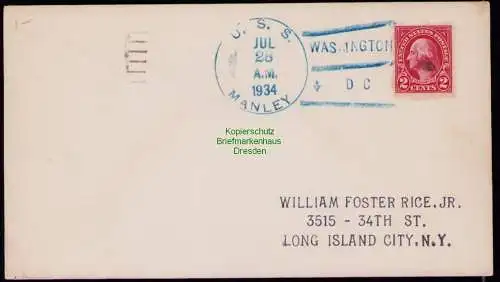 U. S. S.
JUL
28
A.M.
1934
MANLEY
WASHINGTON
D C
UNITED STATES POSTAGE
2 CENTS 2
Kopierschutz
Briefmarkenhaus
Dresden
WILLIAM FOSTER RICE, JR.
3515 - 34TH ST.
LONG ISLAND CITY, N.Y.